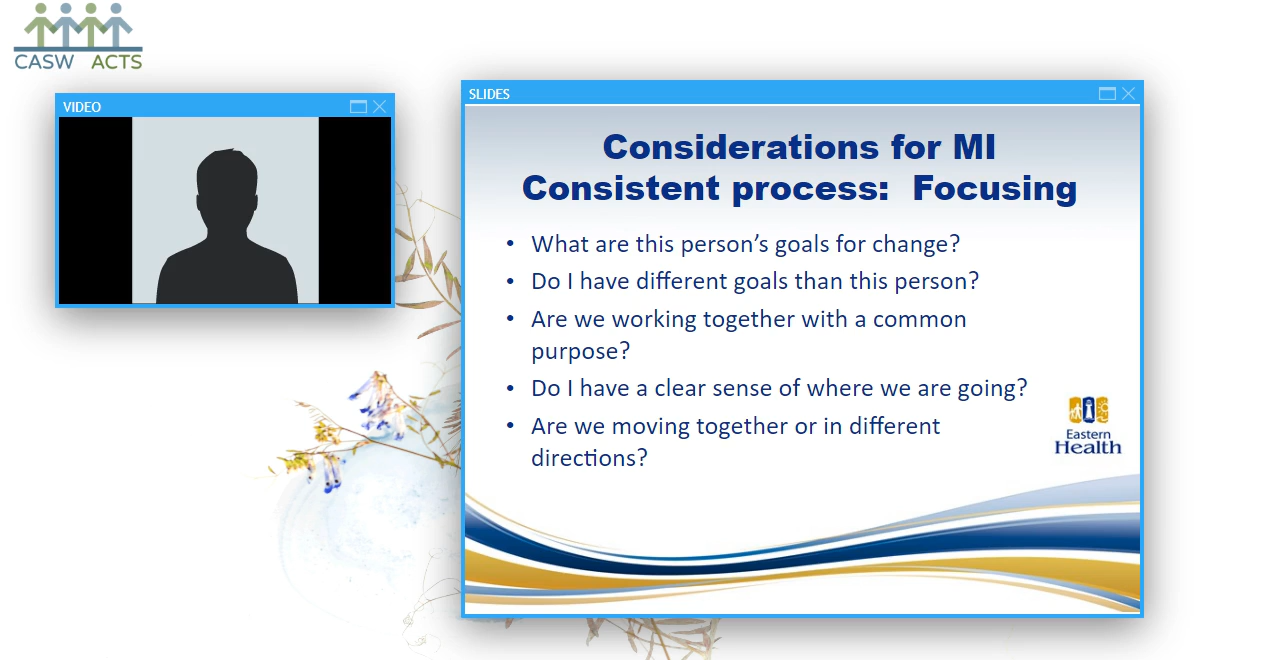 CASW ACTS
VIDEO
SLIDES
Considerations for MI
Consistent process:  Focusing
• What are this person’s goals for change?
• Do I have different goals than this person?
• Are we working together with a common
purpose?
• Do I have a clear sense of where we are going?
• Are we moving together or in different
directions?
Eastern
Health